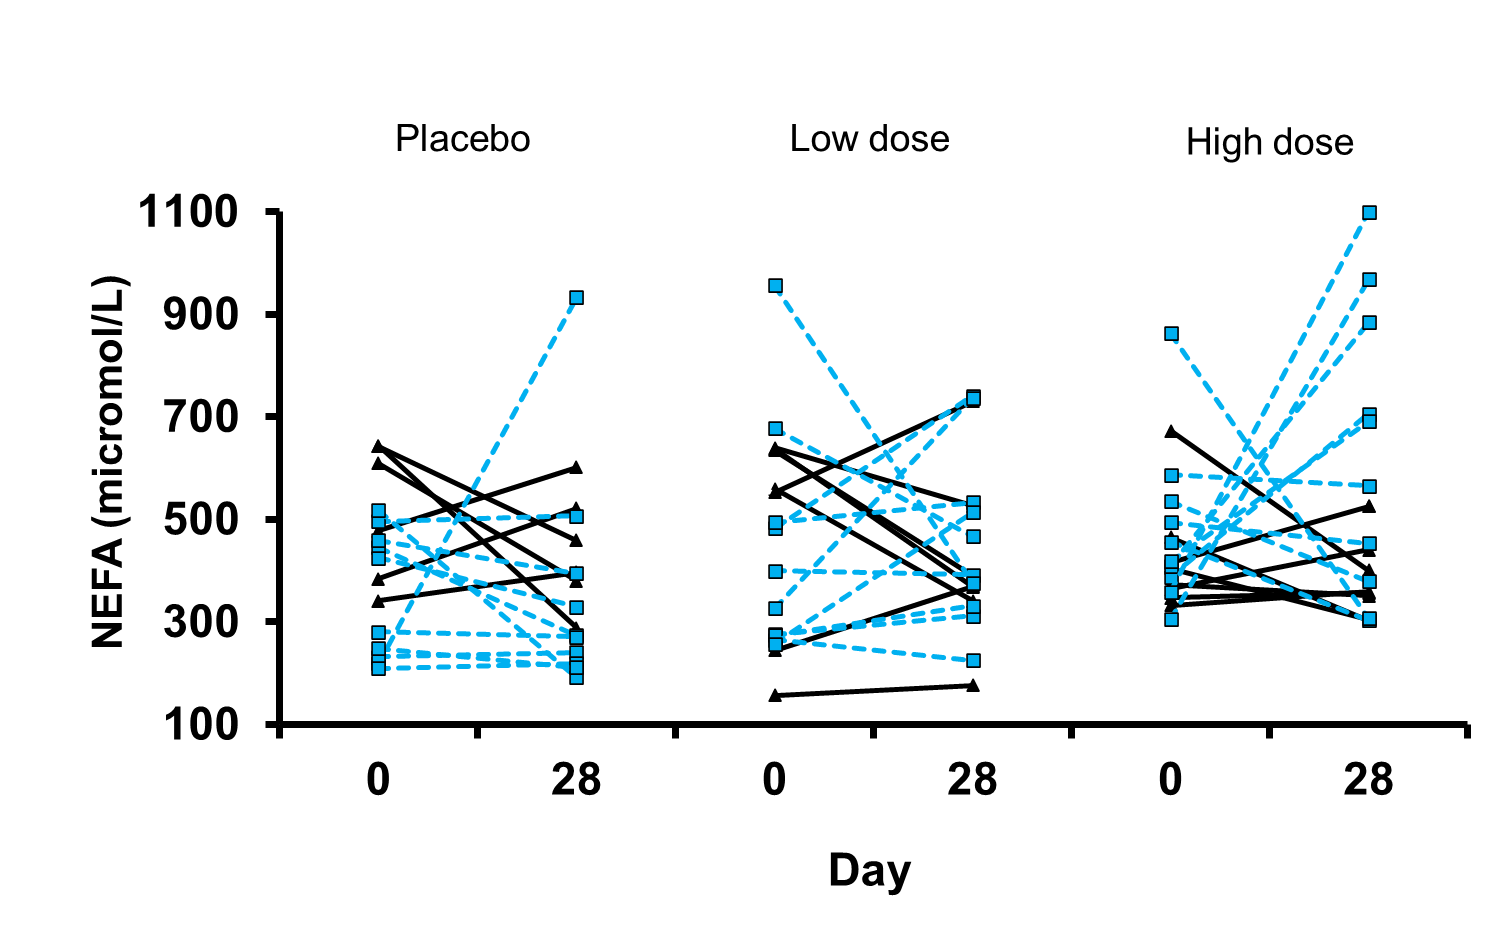 Placebo
Low dose
High dose
NEFA (micromol/L)
1100
900
700
500
300
100
0 28 0 28 0 28
Day